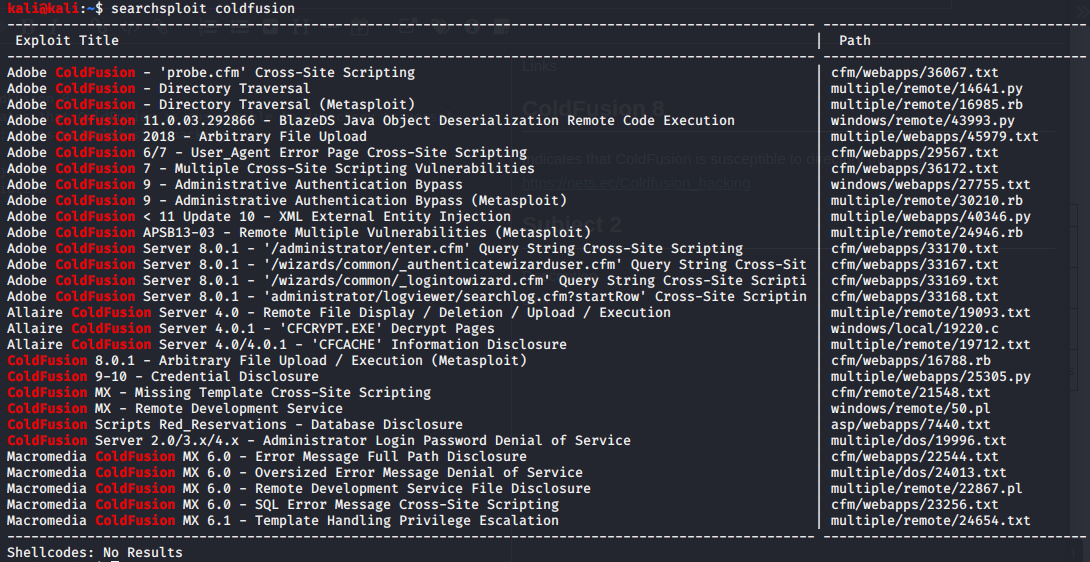 kali@kali:~$ searchsploit coldfusion
Exploit Title | Path
Adobe ColdFusion - 'probe.cfm' Cross-Site Scripting | cfm/webapps/36067.txt
Adobe ColdFusion - Directory Traversal | multiple/remote/14641.py
Adobe ColdFusion - Directory Traversal (Metasploit) | multiple/remote/16985.rb
Adobe ColdFusion 11.0.03.292866 - BlazeDS Java Object Deserialization Remote Code Execution | windows/remote/43993.py
Adobe ColdFusion 2018 - Arbitrary File Upload | multiple/webapps/45979.txt
Adobe ColdFusion 6/7 - User_Agent Error Page Cross-Site Scripting | cfm/webapps/29567.txt
Adobe ColdFusion 7 - Multiple Cross-Site Scripting Vulnerabilities | cfm/webapps/36172.txt
Adobe ColdFusion 9 - Administrative Authentication Bypass | windows/webapps/27755.txt
Adobe ColdFusion 9 - Administrative Authentication Bypass (Metasploit) | multiple/remote/30210.rb
Adobe ColdFusion < 11 Update 10 - XML External Entity Injection | multiple/webapps/40346.py
Adobe ColdFusion APSB13-03 - Remote Multiple Vulnerabilities (Metasploit) | multiple/remote/24946.rb
Adobe ColdFusion Server 8.0.1 - '/administrator/enter.cfm' Query String Cross-Site Scripting | cfm/webapps/33170.txt
Adobe ColdFusion Server 8.0.1 - '/wizards/common/_authenticatewizarduser.cfm' Query String Cross-Sit | cfm/webapps/33167.txt
Adobe ColdFusion Server 8.0.1 - '/wizards/common/_logintowizard.cfm' Query String Cross-Site Scripti | cfm/webapps/33169.txt
Adobe ColdFusion Server 8.0.1 - 'administrator/logviewer/searchlog.cfm?startRow' Cross-Site Scriptin | cfm/webapps/33168.txt
Allaire ColdFusion Server 4.0 - Remote File Display / Deletion / Upload / Execution | multiple/remote/19093.txt
Allaire ColdFusion Server 4.0.1 - 'CFCRYPT.EXE' Decrypt Pages | windows/local/19220.c
Allaire ColdFusion Server 4.0/4.0.1 - 'CFCACHE' Information Disclosure | multiple/remote/19712.txt
ColdFusion 8.0.1 - Arbitrary File Upload / Execution (Metasploit) | cfm/webapps/16788.rb
ColdFusion 9-10 - Credential Disclosure | multiple/webapps/25305.py
ColdFusion MX - Missing Template Cross-Site Scripting | cfm/remote/21548.txt
ColdFusion MX - Remote Development Service | windows/remote/50.pl
ColdFusion Scripts Red_Reservations - Database Disclosure | asp/webapps/7440.txt
ColdFusion Server 2.0/3.x/4.x - Administrator Login Password Denial of Service | multiple/dos/19996.txt
Macromedia ColdFusion MX 6.0 - Error Message Full Path Disclosure | cfm/webapps/22544.txt
Macromedia ColdFusion MX 6.0 - Oversized Error Message Denial of Service | multiple/dos/24013.txt
Macromedia ColdFusion MX 6.0 - Remote Development Service File Disclosure | multiple/remote/22867.pl
Macromedia ColdFusion MX 6.0 - SQL Error Message Cross-Site Scripting | cfm/webapps/23256.txt
Macromedia ColdFusion MX 6.1 - Template Handling Privilege Escalation | multiple/remote/24654.txt
Shellcodes: No Results
Links
ColdFusion 8
indicates that ColdFusion is susceptible to
https://nets.ec/Coldfusion_hacking
Subject 2